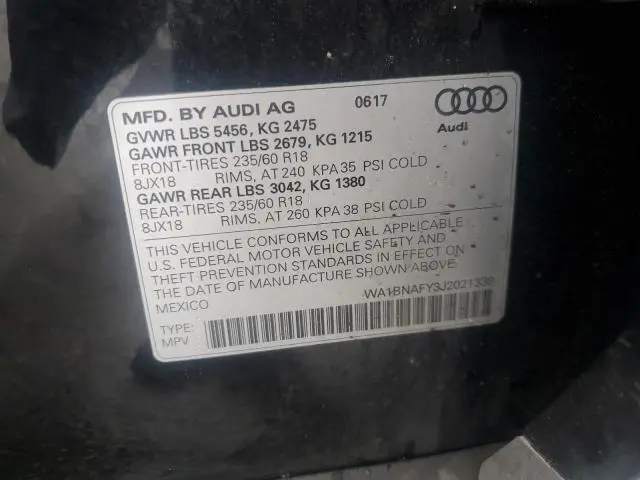 MFD. BY AUDI AG 0617
GVWR LBS 5456, KG 2475
GAWR FRONT LBS 2679, KG 1215
FRONT-TIRES 235/60 R18
8JX18 RIMS, AT 240 KPA 35 PSI COLD
GAWR REAR LBS 3042, KG 1380
REAR-TIRES 235/60 R18
8JX18 RIMS, AT 260 KPA 38 PSI COLD
Audi
THIS VEHICLE CONFORMS TO ALL APPLICABLE
U.S. FEDERAL MOTOR VEHICLE SAFETY AND
THEFT PREVENTION STANDARDS IN EFFECT ON
THE DATE OF MANUFACTURE SHOWN ABOVE.
MEXICO
WA1BNAFY3J2021339
TYPE:
MPV